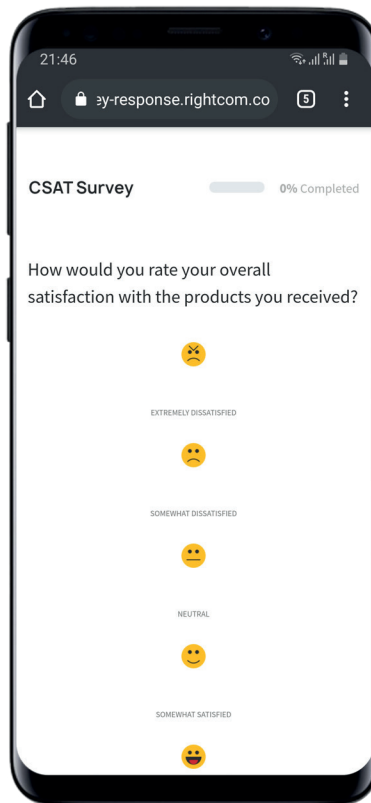 21:46
ey-response.rightcom.co
5
CSAT Survey
0% Completed
How would you rate your overall
satisfaction with the products you received?
EXTREMELY DISSATISFIED
SOMEWHAT DISSATISFIED
NEUTRAL
SOMEWHAT SATISFIED